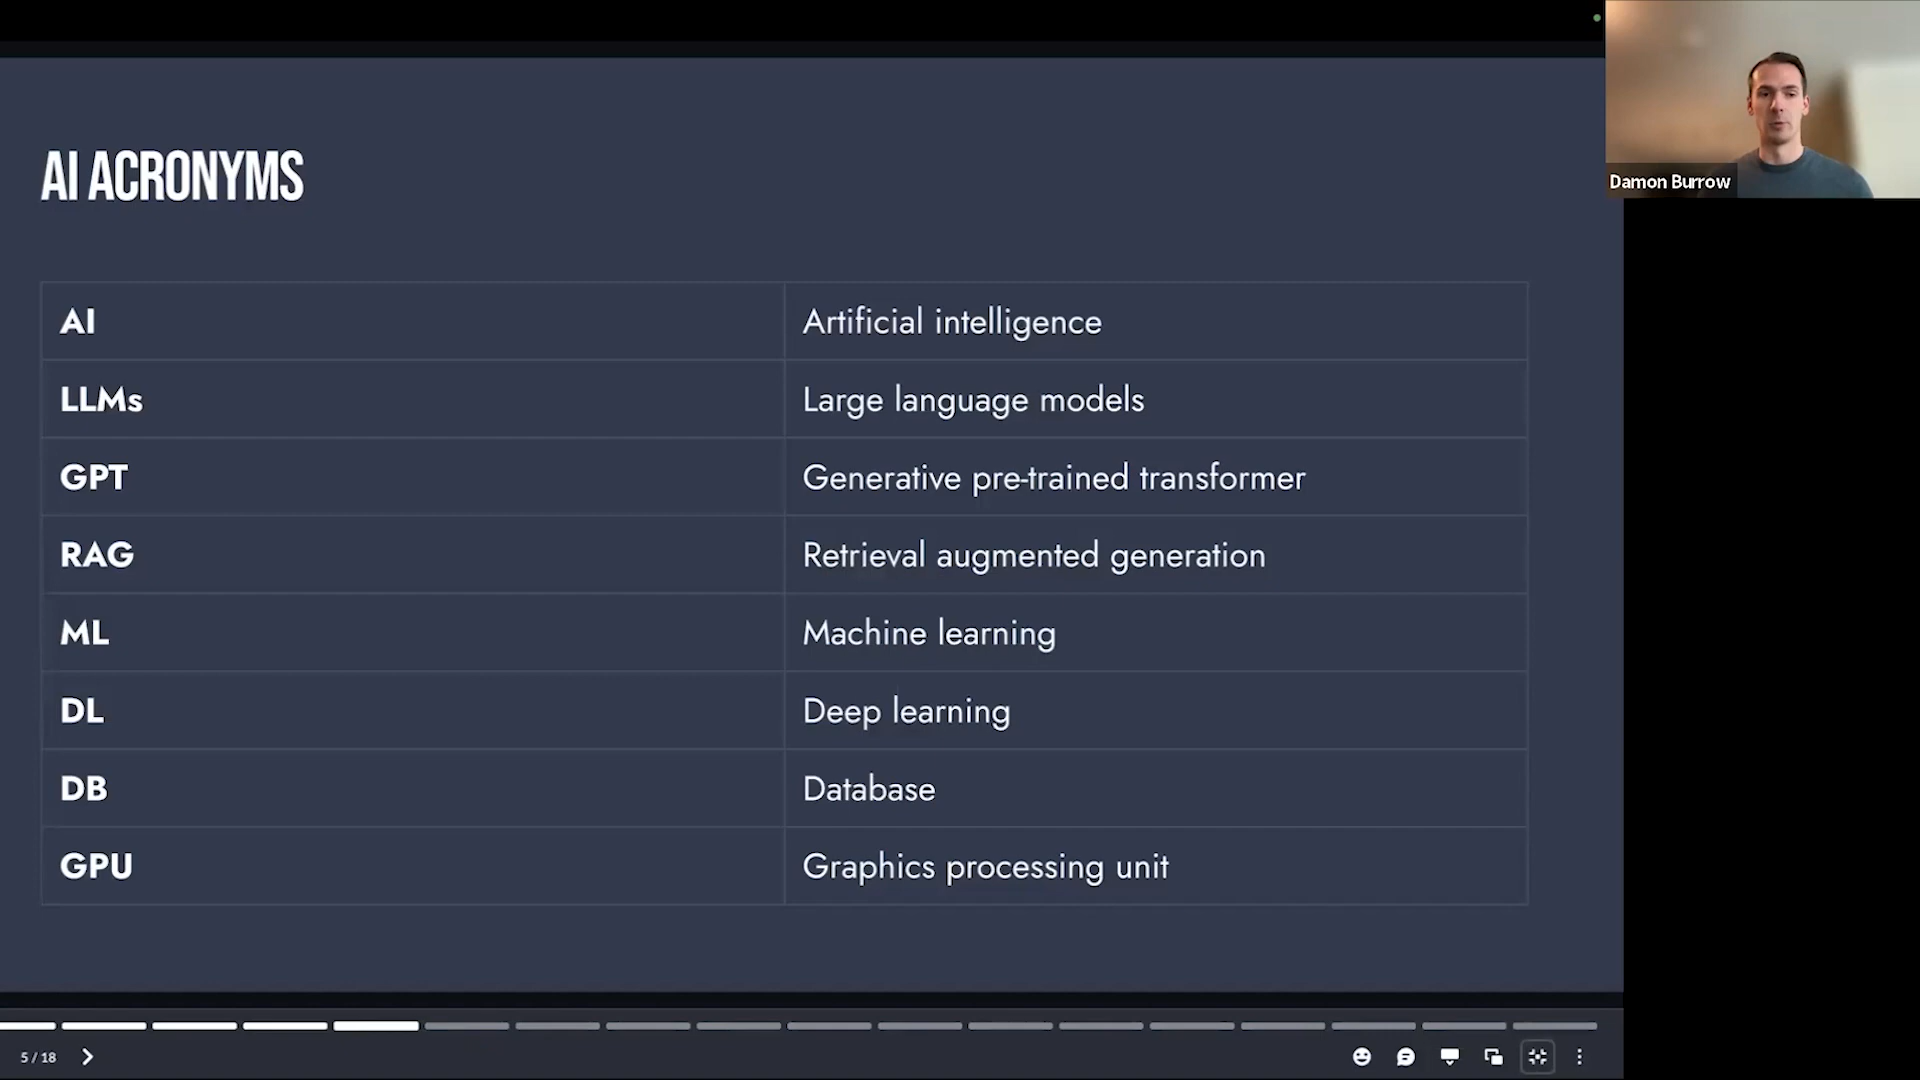 Damon Burrow
AI ACRONYMS
AI Artificial intelligence
LLMs Large language models
GPT Generative pre-trained transformer
RAG Retrieval augmented generation
ML Machine learning
DL Deep learning
DB Database
GPU Graphics processing unit
5 / 18